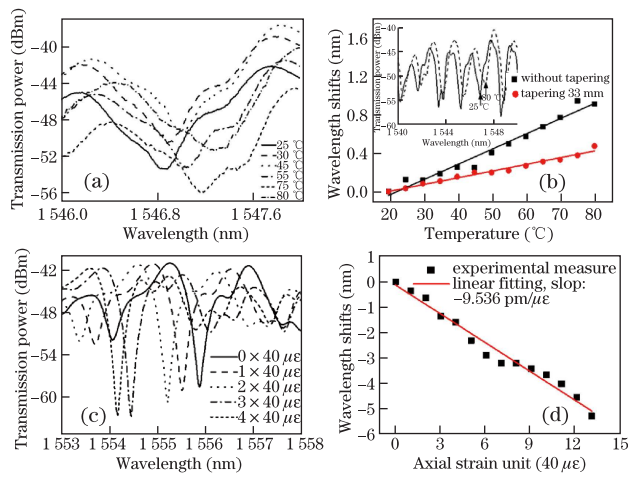 Transmission power (dBm)
−40
−44
−48
−52
−56
(a)
25 ℃
30 ℃
45 ℃
55 ℃
75 ℃
80 ℃
1 546.0
1 546.8
1 547.6
Wavelength (nm)
Wavelength shifts (nm)
1.6
1.2
0.8
0.4
0.0
Transmission power (dBm)
−40
−45
−50
−55
−60
25 ℃
80 ℃
1 540
1 544
1 548
Wavelength (nm)
without tapering
tapering 33 mm
(b)
20
30
40
50
60
70
80
Temperature (℃)
Transmission power (dBm)
−42
−48
−54
−60
(c)
0 × 40 με
1 × 40 με
2 × 40 με
3 × 40 με
4 × 40 με
1 553
1 554
1 555
1 556
1 557
1 558
Wavelength (nm)
Wavelength shifts (nm)
1
0
−1
−2
−3
−4
−5
−6
experimental measure
linear fitting, slop:
−9.536 pm/με
(d)
0
3
6
9
12
15
Axial strain unit (40 με)